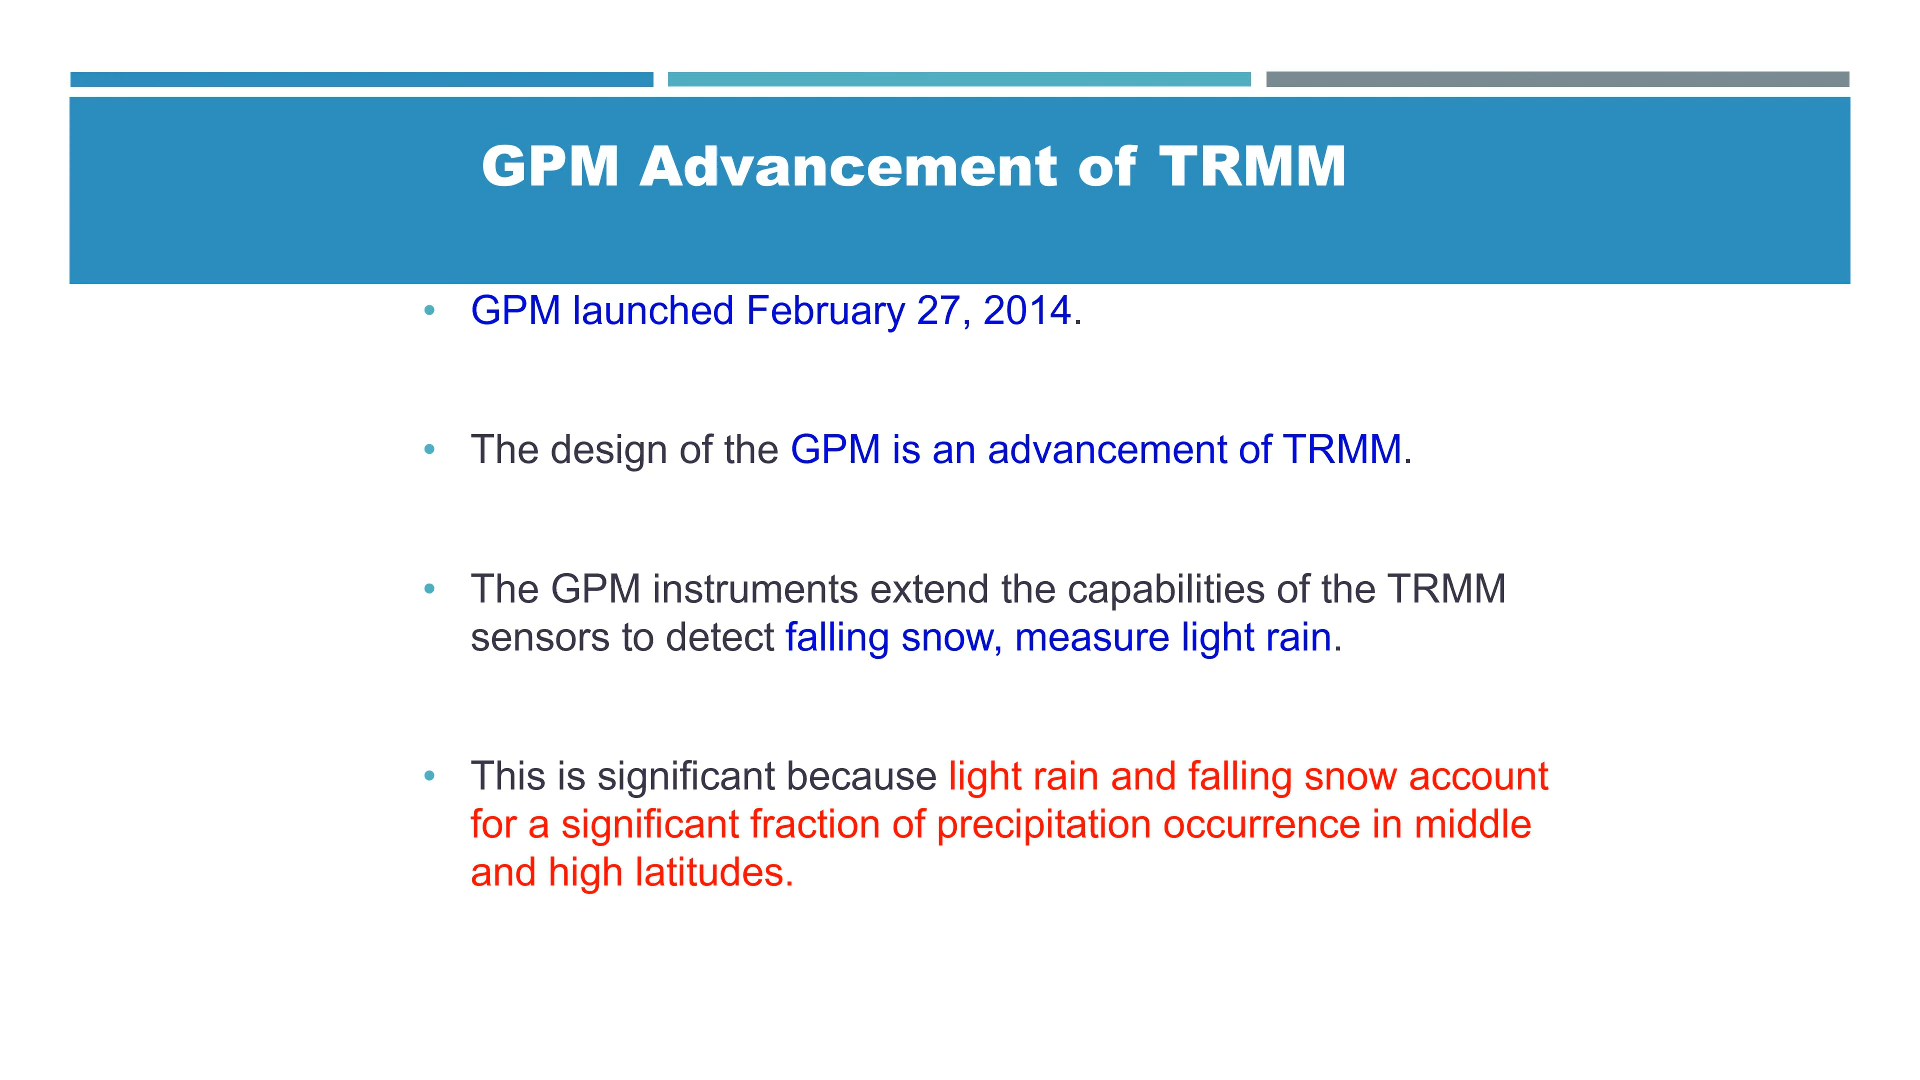 GPM Advancement of TRMM
• GPM launched February 27, 2014.
• The design of the GPM is an advancement of TRMM.
• The GPM instruments extend the capabilities of the TRMM
sensors to detect falling snow, measure light rain.
• This is significant because light rain and falling snow account
for a significant fraction of precipitation occurrence in middle
and high latitudes.